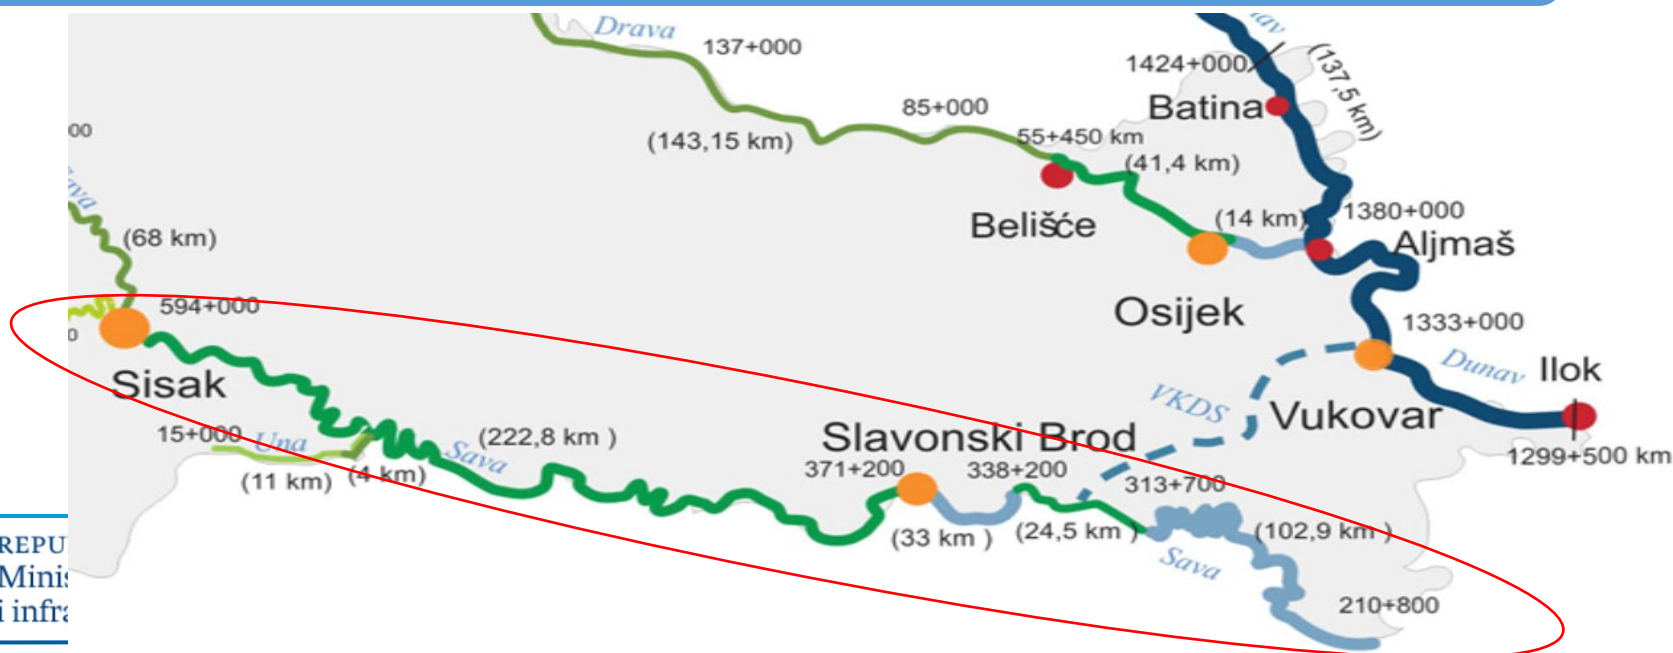 Drava
137+000
1424+000
(137,5 km)
Batina
85+000
(143,15 km)
55+450 km
(41,4 km)
Belišće
(14 km)
1380+000
Aljmaš
(68 km)
594+000
Osijek
1333+000
Dunav
Ilok
Sisak
VKDS
Vukovar
15+000
Una
(222,8 km )
Sava
Slavonski Brod
371+200
338+200
313+700
1299+500 km
(11 km)
(4 km)
(33 km )
(24,5 km )
(102,9 km )
Sava
210+800
REPU
Minis
i infra